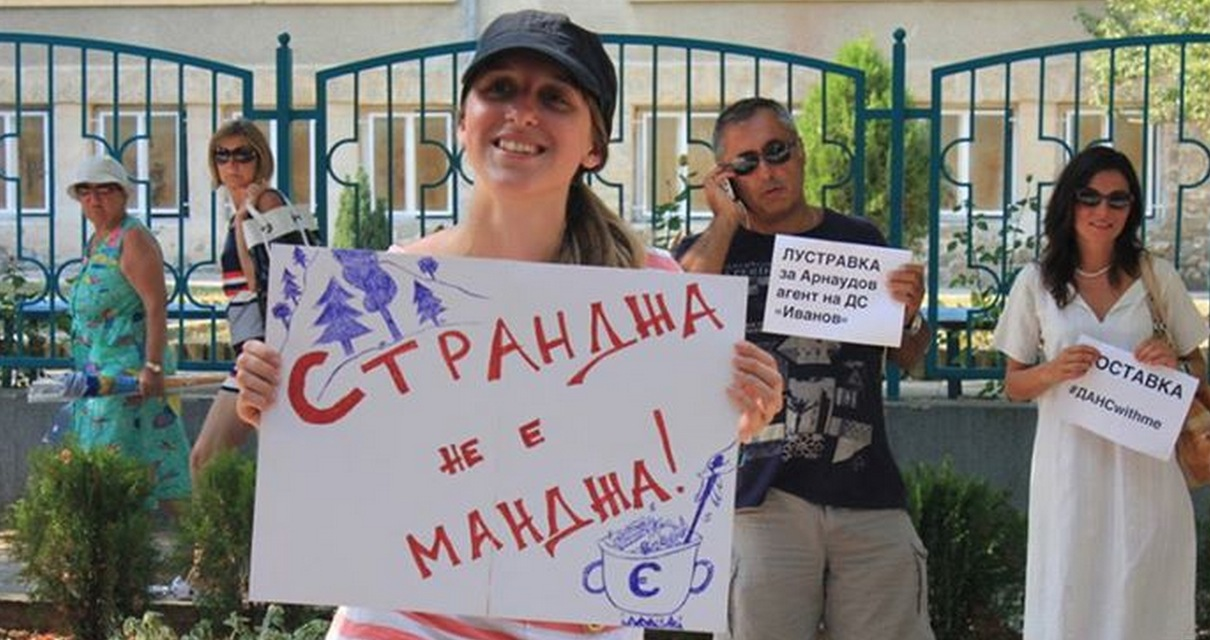 СТРАНДЖА
НЕ Е
МАНДЖА!
Є
ЛУСТРАВКА
за Арнаудов
агент на ДС
“Иванов”
ОСТАВКА
#ДАНСwithme